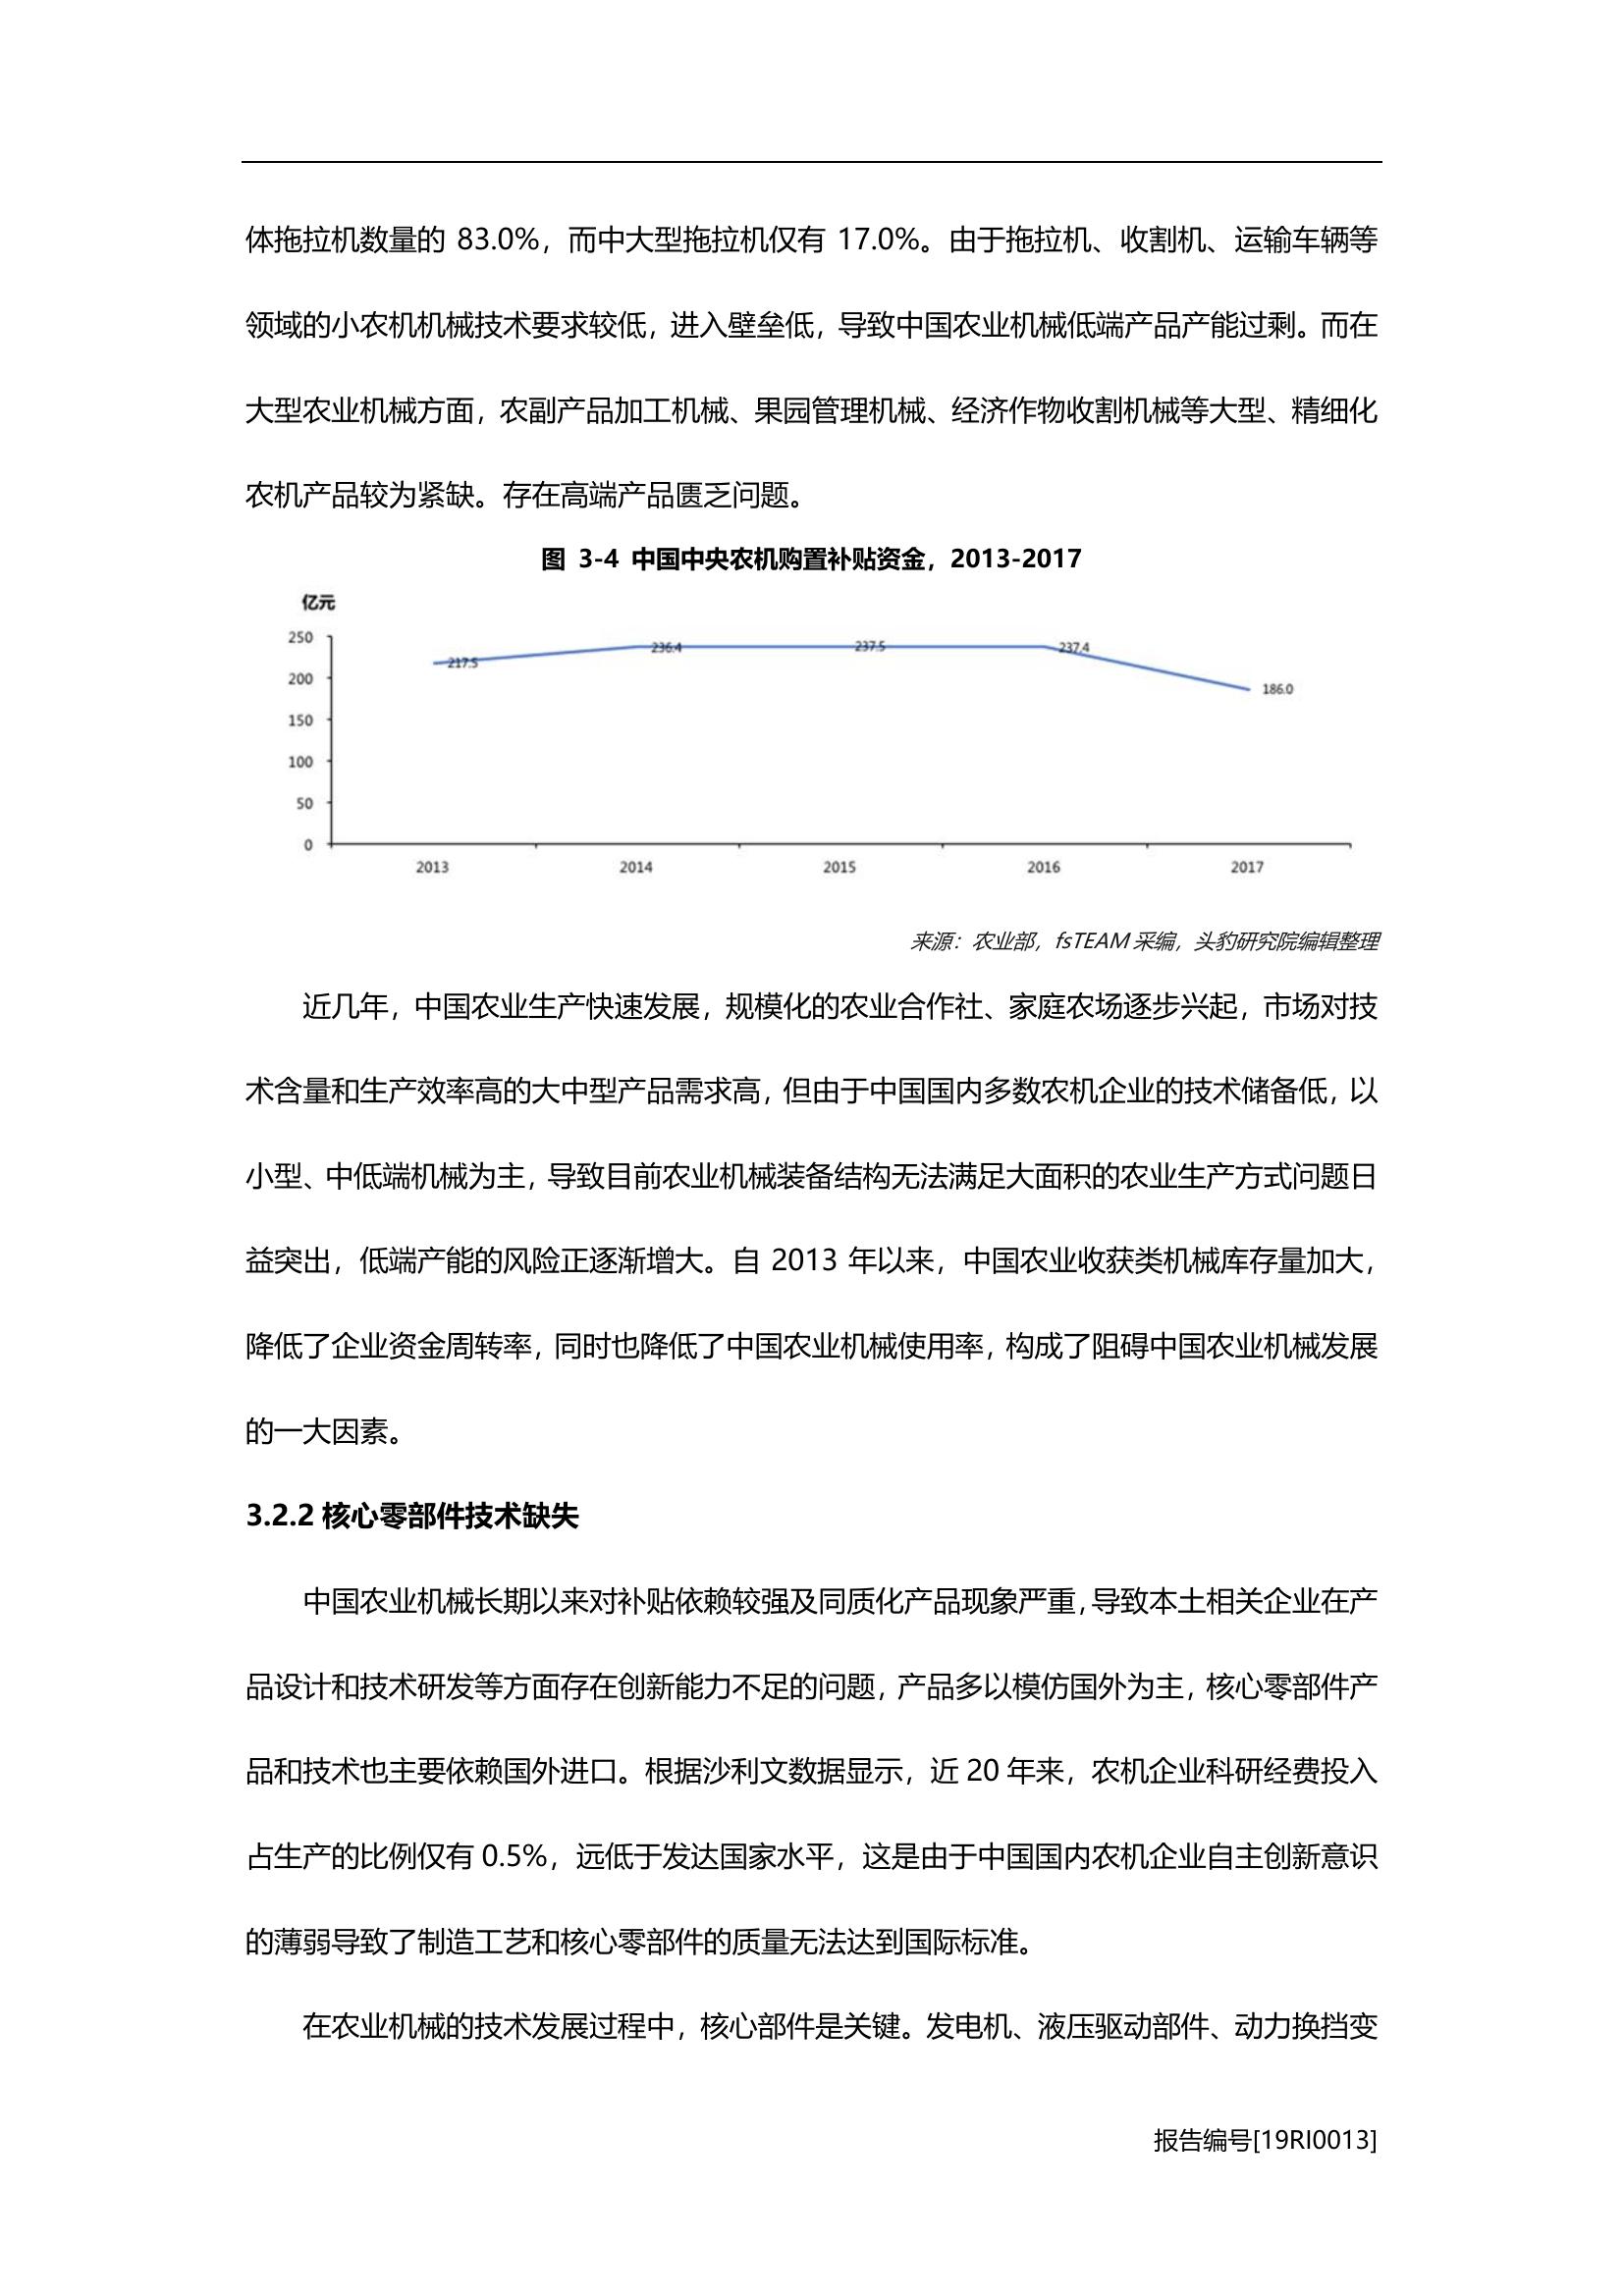 体拖拉机数量的 83.0%，而中大型拖拉机仅有 17.0%。由于拖拉机、收割机、运输车辆等
领域的小农机机械技术要求较低，进入壁垒低，导致中国农业机械低端产品产能过剩。而在
大型农业机械方面，农副产品加工机械、果园管理机械、经济作物收割机械等大型、精细化
农机产品较为紧缺。存在高端产品匮乏问题。
图 3-4 中国中央农机购置补贴资金，2013-2017
亿元
250
200
150
100
50
0
217.5
236.4
237.5
237.4
186.0
2013
2014
2015
2016
2017
来源：农业部，fsTEAM 采编，头豹研究院编辑整理
近几年，中国农业生产快速发展，规模化的农业合作社、家庭农场逐步兴起，市场对技
术含量和生产效率高的大中型产品需求高，但由于中国国内多数农机企业的技术储备低，以
小型、中低端机械为主，导致目前农业机械装备结构无法满足大面积的农业生产方式问题日
益突出，低端产能的风险正逐渐增大。自 2013 年以来，中国农业收获类机械库存量加大，
降低了企业资金周转率，同时也降低了中国农业机械使用率，构成了阻碍中国农业机械发展
的一大因素。
3.2.2 核心零部件技术缺失
中国农业机械长期以来对补贴依赖较强及同质化产品现象严重，导致本土相关企业在产
品设计和技术研发等方面存在创新能力不足的问题，产品多以模仿国外为主，核心零部件产
品和技术也主要依赖国外进口。根据沙利文数据显示，近 20 年来，农机企业科研经费投入
占生产的比例仅有 0.5%，远低于发达国家水平，这是由于中国国内农机企业自主创新意识
的薄弱导致了制造工艺和核心零部件的质量无法达到国际标准。
在农业机械的技术发展过程中，核心部件是关键。发电机、液压驱动部件、动力换挡变
报告编号[19RI0013]